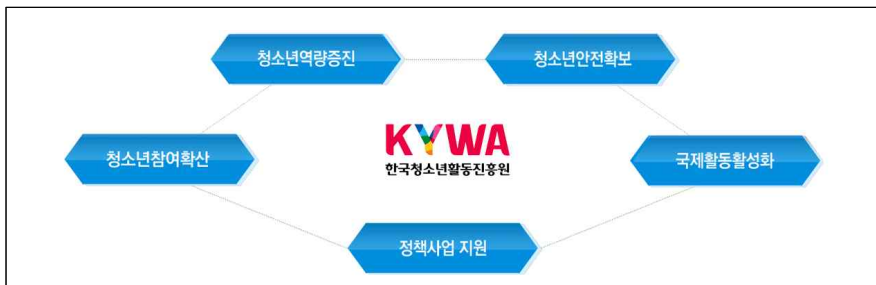 청소년역량증진
청소년안전확보
청소년참여확산
KYWA
한국청소년활동진흥원
국제활동활성화
정책사업 지원